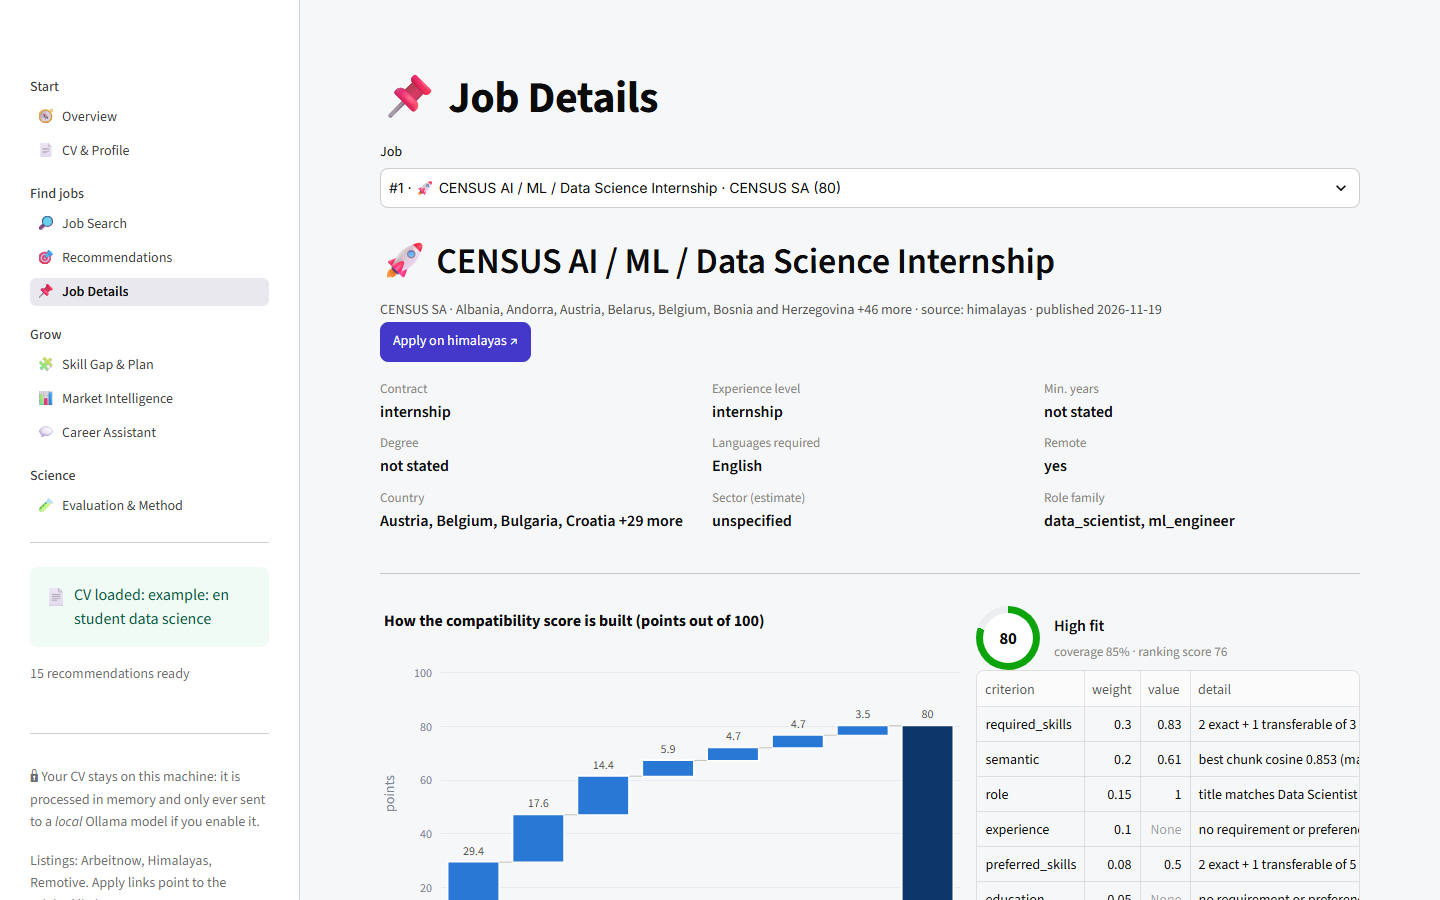 Start
Overview
CV & Profile
Find jobs
Job Search
Recommendations
Job Details
Grow
Skill Gap & Plan
Market Intelligence
Career Assistant
Science
Evaluation & Method
CV loaded: example: en
student data science
15 recommendations ready
Your CV stays on this machine: it is
processed in memory and only ever sent
to a local Ollama model if you enable it.
Listings: Arbeitnow, Himalayas,
Remotive. Apply links point to the
Job Details
Job
#1 · 🚀 CENSUS AI / ML / Data Science Internship · CENSUS SA (80)
🚀 CENSUS AI / ML / Data Science Internship
CENSUS SA · Albania, Andorra, Austria, Belarus, Belgium, Bosnia and Herzegovina +46 more · source: himalayas · published 2026-11-19
Apply on himalayas ↗
Contract
internship
Experience level
internship
Min. years
not stated
Degree
not stated
Languages required
English
Remote
yes
Country
Austria, Belgium, Bulgaria, Croatia +29 more
Sector (estimate)
unspecified
Role family
data_scientist, ml_engineer
How the compatibility score is built (points out of 100)
points
100
80
60
40
20
29.4
17.6
14.4
5.9
4.7
4.7
3.5
80
80
High fit
coverage 85% · ranking score 76
criterion weight value detail
required_skills 0.3 0.83 2 exact + 1 transferable of 3
semantic 0.2 0.61 best chunk cosine 0.853 (ma
role 0.15 1 title matches Data Scientist
experience 0.1 None no requirement or preferen
preferred_skills 0.08 0.5 2 exact + 1 transferable of 5
education 0.05 None no requirement or preferen